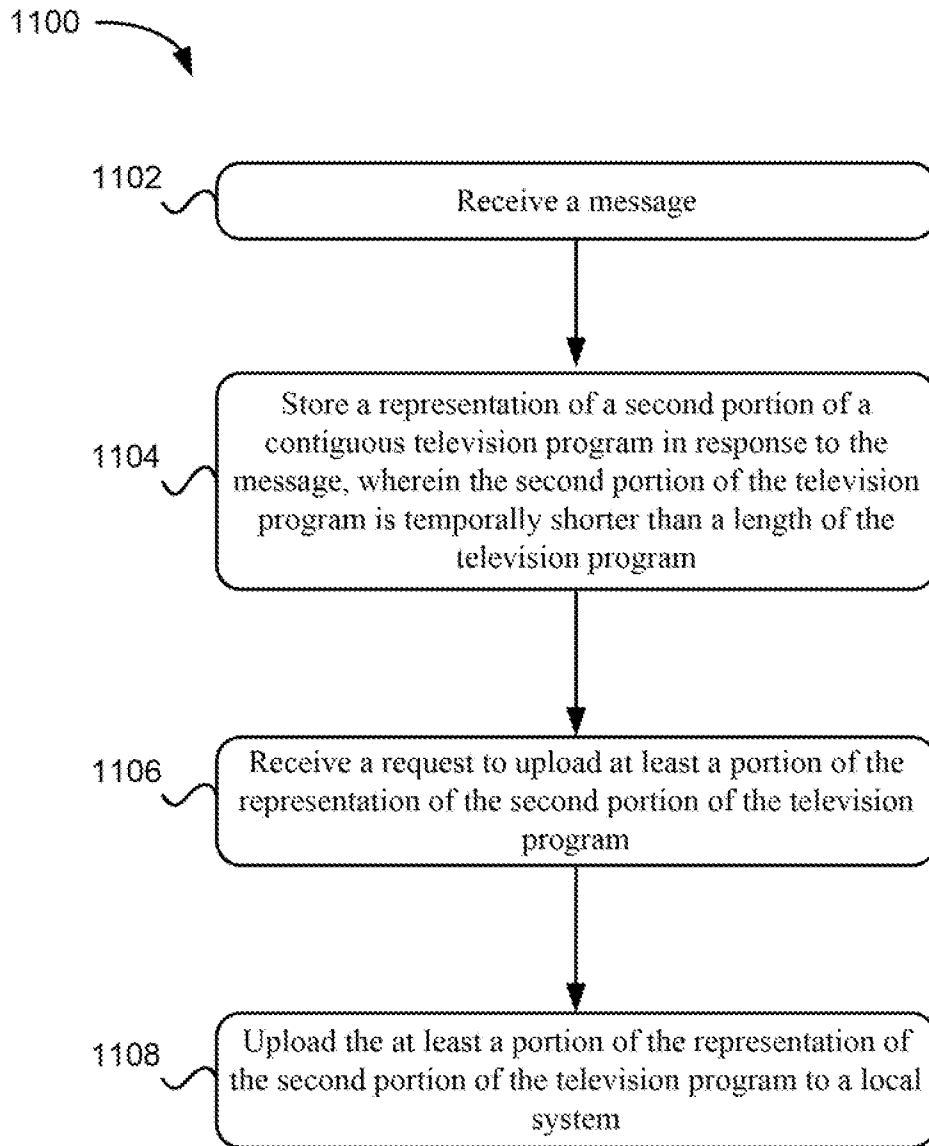 1100
1102
Receive a message
Store a representation of a second portion of a
contiguous television program in response to the
1104
message, wherein the second portion of the television
program is temporally shorter than a length of the
television program
1106
Receive a request to upload at least a portion of the
representation of the second portion of the television
program
1108
Upload the at least a portion of the representation of
the second portion of the television program to a local
system